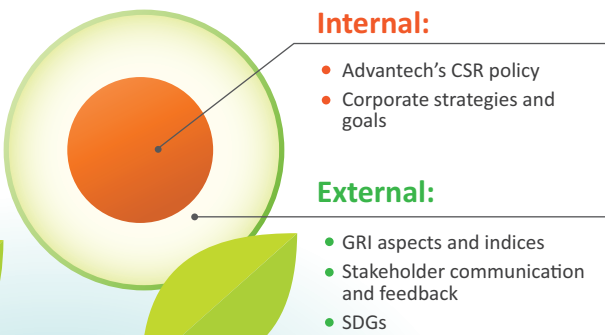 Internal:
• Advantech's CSR policy
• Corporate strategies and
goals
External:
• GRI aspects and indices
• Stakeholder communication
and feedback
• SDGs